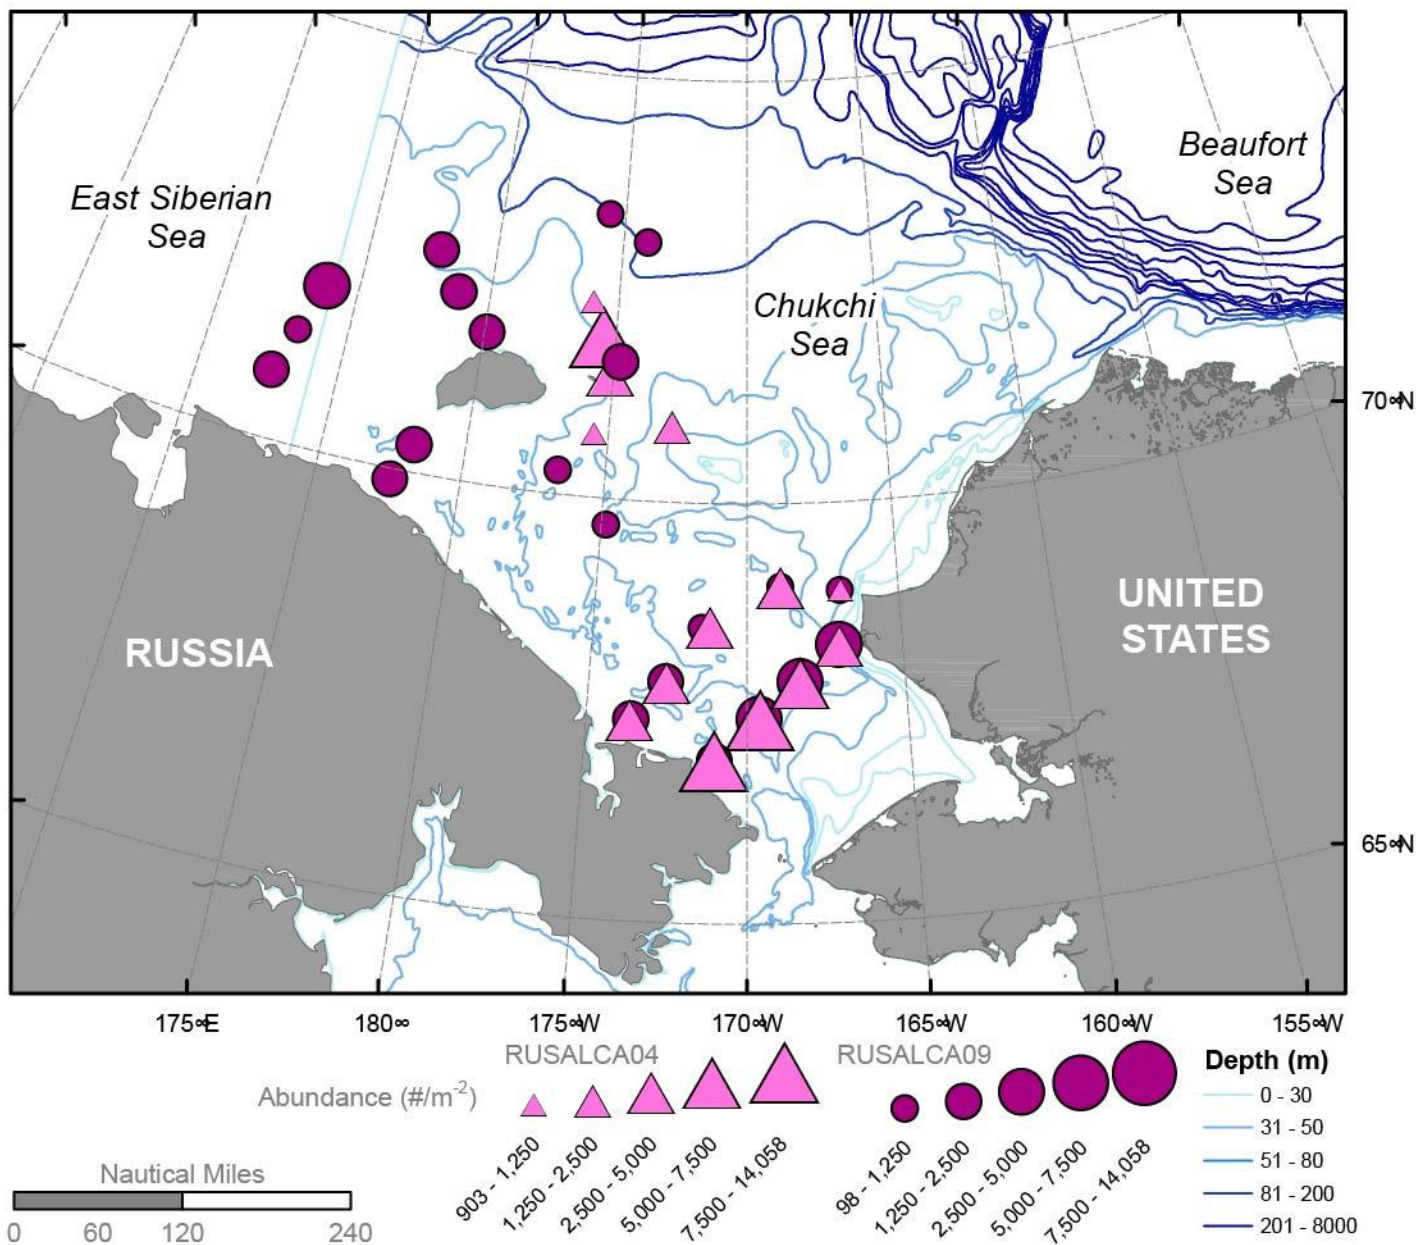 East Siberian
Sea
Beaufort
Sea
Chukchi
Sea
70°N
RUSSIA
UNITED
STATES
65°N
175°E
180°
175°W
170°W
165°W
160°W
155°W
RUSALCA04
RUSALCA09
Depth (m)
Abundance (#/m-2)
0 - 30
31 - 50
51 - 80
81 - 200
201 - 8000
903 - 1,250
1,250 - 2,500
2,500 - 5,000
5,000 - 7,500
7,500 - 14,058
98 - 1,250
1,250 - 2,500
2,500 - 5,000
5,000 - 7,500
7,500 - 14,058
Nautical Miles
0 60 120 240